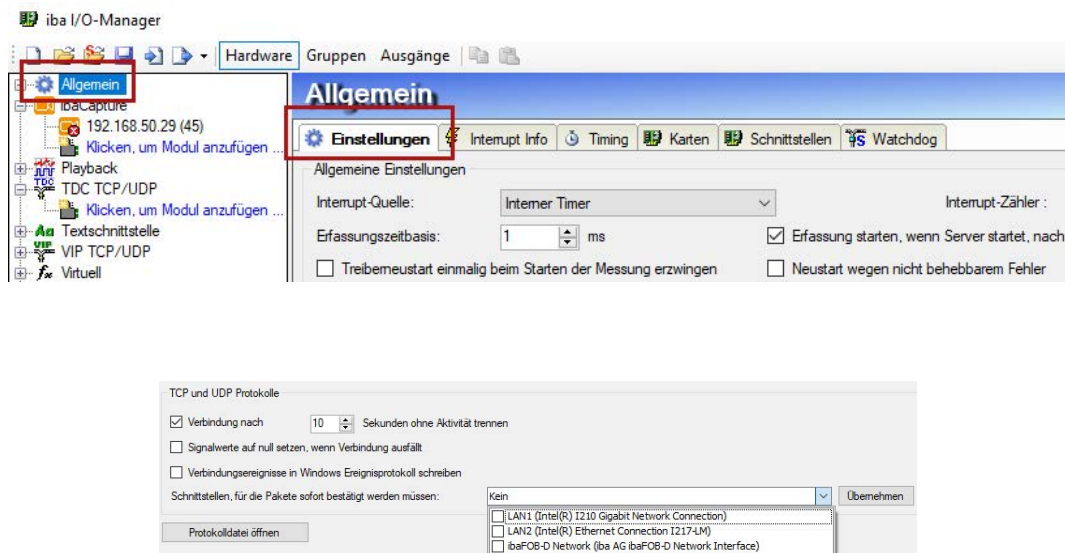 iba I/O-Manager
Hardware Gruppen Ausgänge
Allgemein
ibaCapture
192.168.50.29 (45)
Klicken, um Modul anzufügen ...
Playback
TDC TCP/UDP
Klicken, um Modul anzufügen ...
Textschnittstelle
VIP TCP/UDP
Virtuell
Allgemein
Einstellungen Interrupt Info Timing Karten Schnittstellen Watchdog
Allgemeine Einstellungen
Interrupt-Quelle: Interner Timer Interrupt-Zähler :
Erfassungszeitbasis: 1 ms Erfassung starten, wenn Server startet, nach
Treiberneustart einmalig beim Starten der Messung erzwingen Neustart wegen nicht behebbarem Fehler
TCP und UDP Protokolle
Verbindung nach 10 Sekunden ohne Aktivität trennen
Signalwerte auf null setzen, wenn Verbindung ausfällt
Verbindungsereignisse in Windows Ereignisprotokoll schreiben
Schnittstellen, für die Pakete sofort bestätigt werden müssen: Kein Übernehmen
LAN1 (Intel(R) I210 Gigabit Network Connection)
Protokolldatei öffnen LAN2 (Intel(R) Ethernet Connection I217-LM)
ibaFOB-D Network (iba AG ibaFOB-D Network Interface)